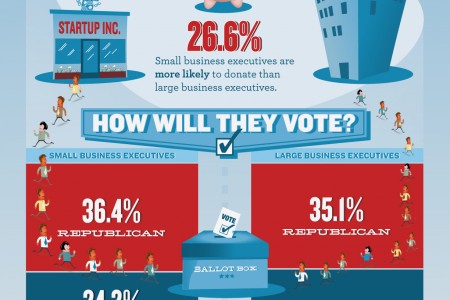 STARTUP INC.
26.6%
Small business executives are
more likely to donate than
large business executives.
HOW WILL THEY VOTE?
SMALL BUSINESS EXECUTIVES
LARGE BUSINESS EXECUTIVES
36.4%
REPUBLICAN
35.1%
REPUBLICAN
VOTE
BALLOT BOX